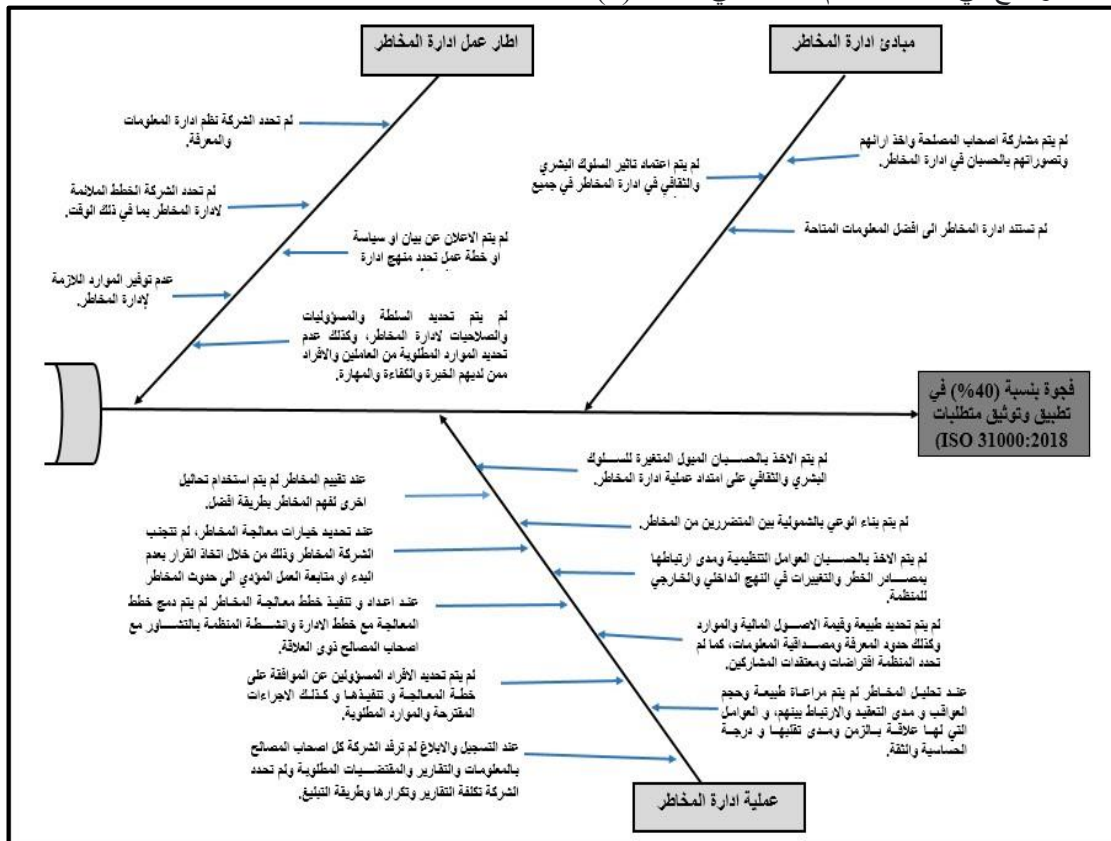 مبادئ ادارة المخاطر
لم يتم مشاركة اصحاب المصلحة واخذ ارائهم
وتصوراتهم بالحسبان في ادارة المخاطر.
لم يتم اعتماد تاثير السلوك البشري
والثقافي في ادارة المخاطر في جميع
لم تستند ادارة المخاطر الى افضل المعلومات المتاحة
اطار عمل ادارة المخاطر
لم تحدد الشركة نظم ادارة المعلومات
والمعرفة.
لم تحدد الشركة الخطط الملائمة
لادارة المخاطر بما في ذلك الوقت.
لم يتم الاعلان عن بيان او سياسة
او خطة عمل تحدد منهج ادارة
عدم توفير الموارد اللازمة
لإدارة المخاطر.
لم يتم تحديد السلطة والمسؤوليات
والصلاحيات لادارة المخاطر، وكذلك عدم
تحديد الموارد المطلوبة من العاملين والافراد
ممن لديهم الخبرة والكفاءة والمهارة.
فجوة بنسبة (40%) في
تطبيق وتوثيق متطلبات
ISO 31000:2018)
لم يتم الاخذ بالحسبان الميول المتغيرة للسلوك
البشري والثقافي على امتداد عملية ادارة المخاطر.
لم يتم بناء الوعي بالشمولية بين المتضررين من المخاطر.
لم يتم الاخذ بالحسبان العوامل التنظيمية ومدى ارتباطها
بمصادر الخطر والتغييرات في النهج الداخلي والخارجي
للمنظمة.
لم يتم تحديد طبيعة وقيمة الاصول المالية والموارد
وكذلك حدود المعرفة ومصداقية المعلومات، كما لم
تحدد المنظمة افتراضات ومعتقدات المشاركين.
عند تحليل المخاطر لم يتم مراعاة طبيعة وحجم
العواقب و مدى التعقيد والارتباط بينهم، و العوامل
التي لها علاقة بالزمن ومدى تقلبها و درجة
الحساسية والثقة.
عند تقييم المخاطر لم يتم استخدام تحاليل
اخرى لفهم المخاطر بطريقة افضل.
عند تحديد خيارات معالجة المخاطر، لم تتجنب
الشركة المخاطر وذلك من خلال اتخاذ القرار بعدم
البدء او متابعة العمل المؤدي الى حدوث المخاطر
عند اعداد و تنفيذ خطط معالجة المخاطر لم يتم دمج خطط
المعالجة مع خطط الادارة وانشطة المنظمة بالتشاور مع
اصحاب المصالح ذوى العلاقة.
لم يتم تحديد الافراد المسؤولين عن الموافقة على
خطة المعالجة و تنفيذها و كذلك الاجراءات
المقترحة والموارد المطلوبة.
عند التسجيل والابلاغ لم ترفد الشركة كل اصحاب المصالح
بالمعلومات والتقارير والمقتضيات المطلوبة ولم تحدد
الشركة تكلفة التقارير وتكرارها وطريقة التبليغ.
عملية ادارة المخاطر